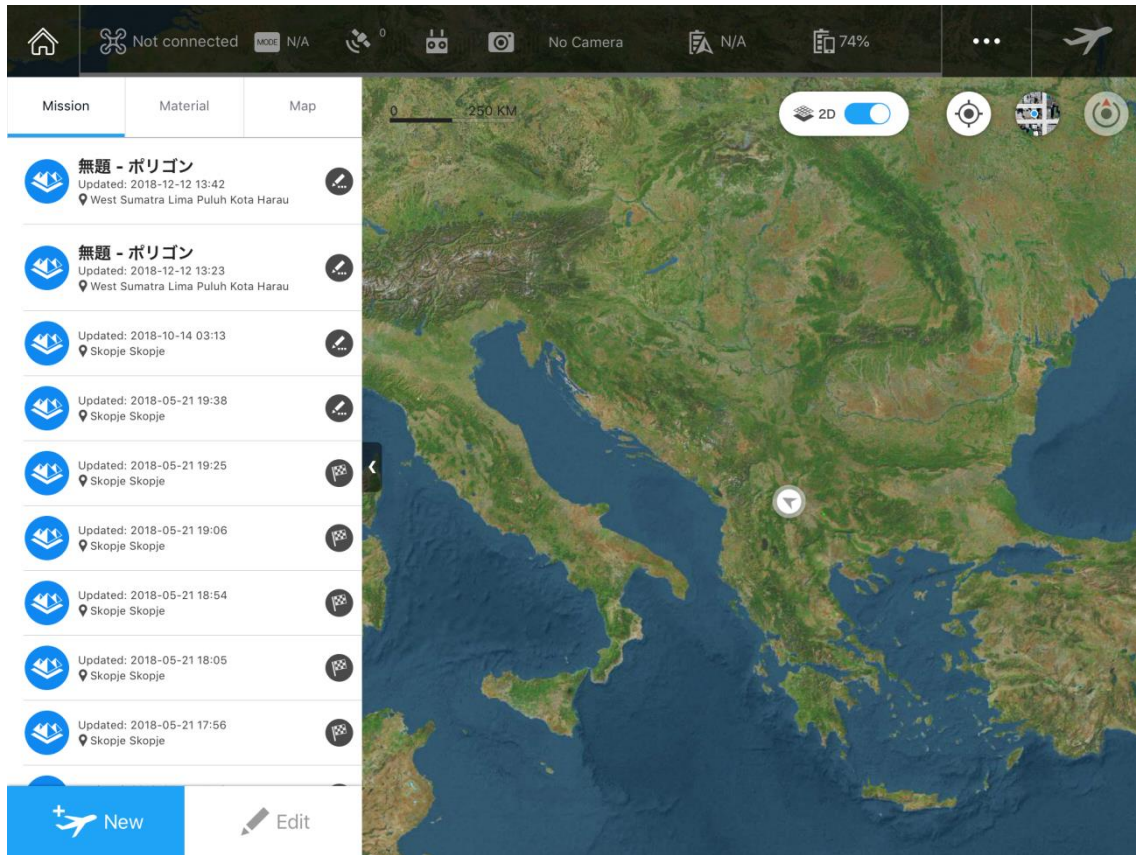 Not connected
MODE N/A
0
No Camera
N/A
74%
Mission
Material
Map
0 250 KM
2D
無題 - ポリゴン
Updated: 2018-12-12 13:42
West Sumatra Lima Puluh Kota Harau
無題 - ポリゴン
Updated: 2018-12-12 13:23
West Sumatra Lima Puluh Kota Harau
Updated: 2018-10-14 03:13
Skopje Skopje
Updated: 2018-05-21 19:38
Skopje Skopje
Updated: 2018-05-21 19:25
Skopje Skopje
Updated: 2018-05-21 19:06
Skopje Skopje
Updated: 2018-05-21 18:54
Skopje Skopje
Updated: 2018-05-21 18:05
Skopje Skopje
Updated: 2018-05-21 17:56
Skopje Skopje
New
Edit